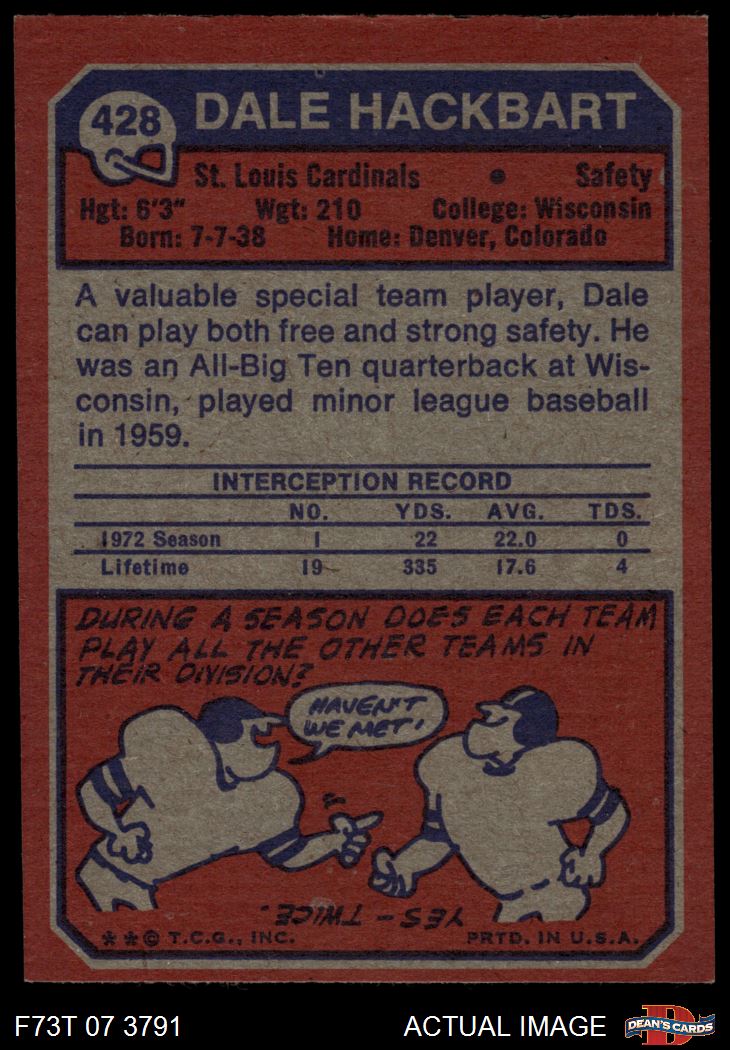 428
DALE HACKBART
St. Louis Cardinals • Safety
Hgt: 6'3" Wgt: 210 College: Wisconsin
Born: 7-7-38 Home: Denver, Colorado
A valuable special team player, Dale
can play both free and strong safety. He
was an All-Big Ten quarterback at Wis-
consin, played minor league baseball
in 1959.
INTERCEPTION RECORD
NO. YDS. AVG. TDS.
1972 Season 1 22 22.0 0
Lifetime 19 335 17.6 4
DURING A SEASON DOES EACH TEAM
PLAY ALL THE OTHER TEAMS IN
THEIR DIVISION?
HAVEN'T
WE MET!
YES - TWICE.
** © T.C.G., INC. PRTD. IN U.S.A.
F73T 07 3791 ACTUAL IMAGE D DEAN'S CARDS